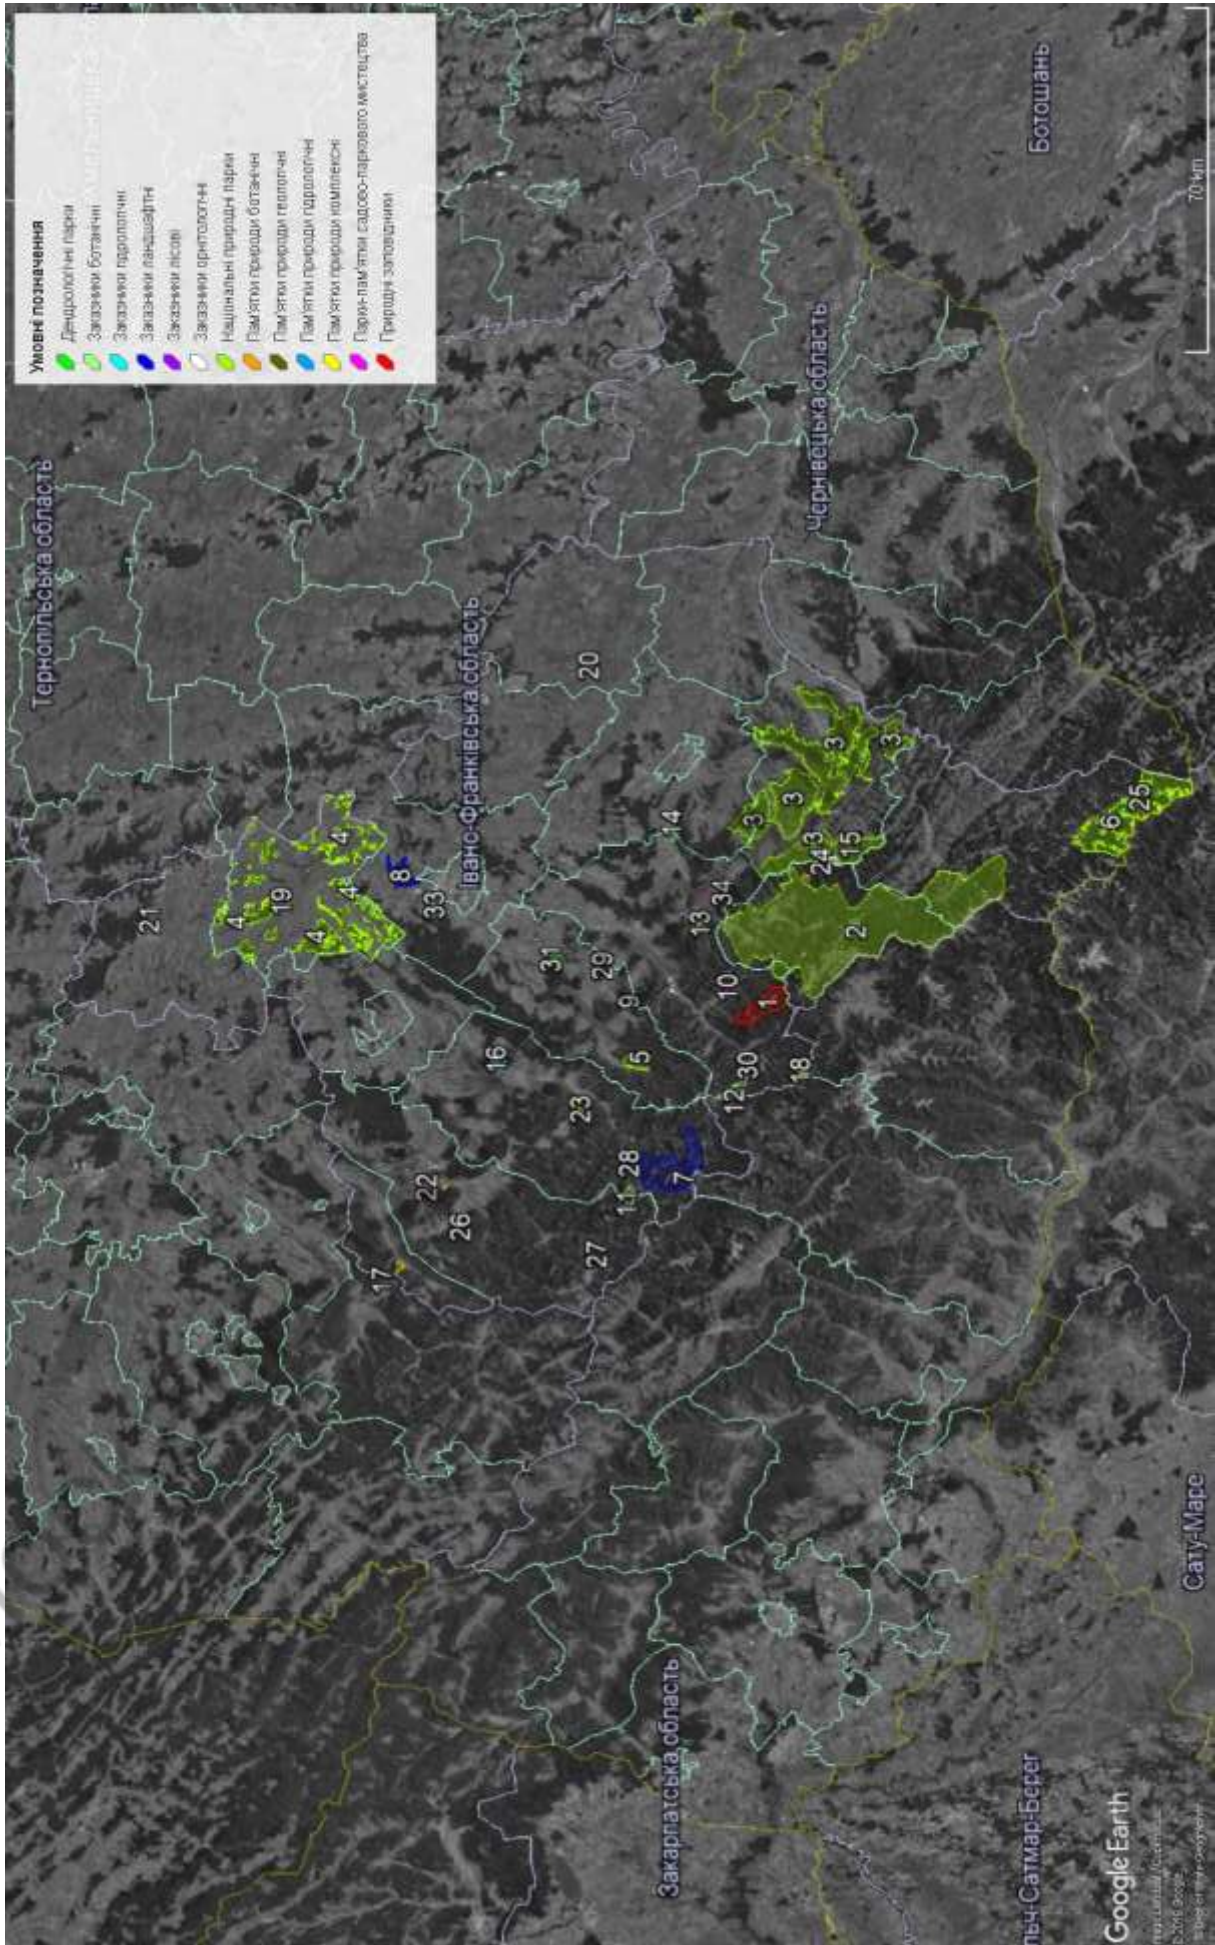 Умовні позначення
Дендрологічні парки
Заказники ботанічні
Заказники гідрологічні
Заказники ландшафтні
Заказники лісові
Заказники орнітологічні
Національні природні парки
Пам'ятки природи ботанічні
Пам'ятки природи геологічні
Пам'ятки природи гідрологічні
Пам'ятки природи комплексні
Парки-пам'ятки садово-паркового мистецтва
Природні заповідники
Тернопільська область
21
4
19
4
4
4
8
33
Івано-Франківська область
17
22
26
16
31
20
23
29
9
5
27
11
28
7
14
13
34
10
1
30
12
18
2
3
3
3
3
3
24
15
Чернівецька область
6
25
Закарпатська область
Ботошань
Сату-Маре
Сатмар-Берег
Google Earth
70 km